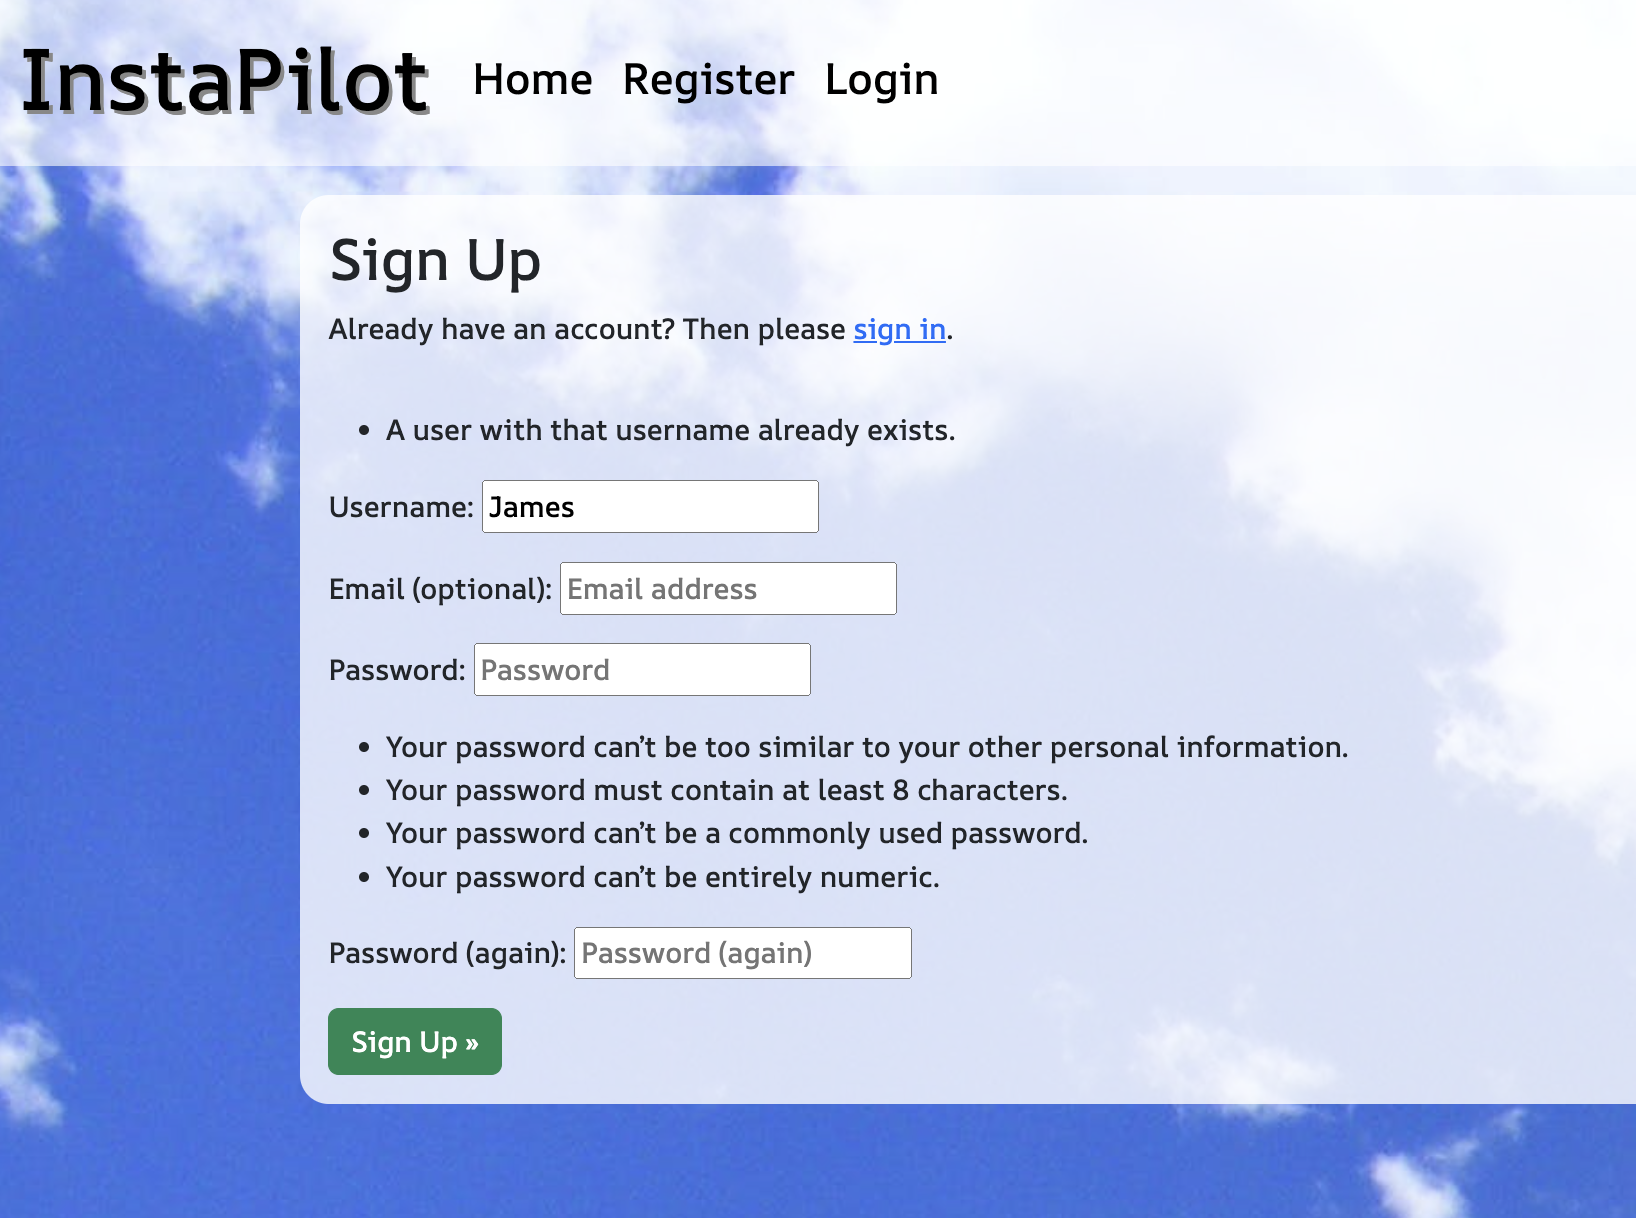 InstaPilot Home Register Login
Sign Up
Already have an account? Then please sign in.
• A user with that username already exists.
Username: James
Email (optional): Email address
Password: Password
• Your password can’t be too similar to your other personal information.
• Your password must contain at least 8 characters.
• Your password can’t be a commonly used password.
• Your password can’t be entirely numeric.
Password (again): Password (again)
Sign Up »